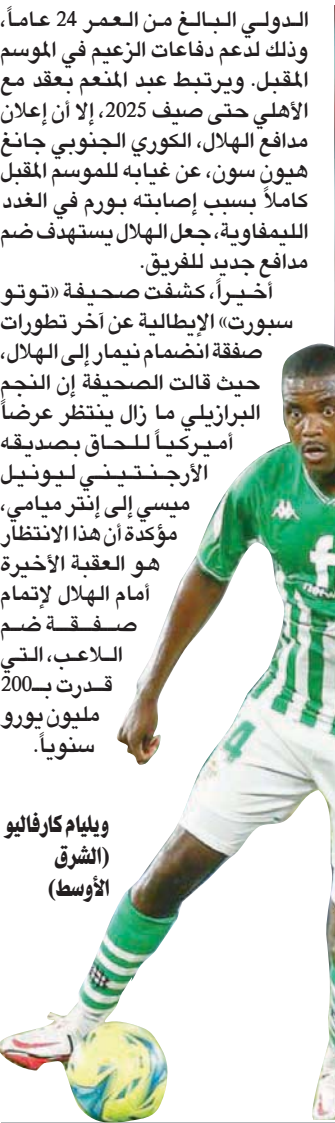 الدولي البالغ من العمر 24 عاماً،
وذلك لدعم دفاعات الزعيم في الموسم
المقبل. ويرتبط عبد المنعم بعقد مع
الأهلي حتى صيف 2025، إلا أن إعلان
مدافع الهلال، الكوري الجنوبي جانغ
هيون سون، عن غيابه للموسم المقبل
كاملاً بسبب إصابته بورم في الغدد
الليمفاوية، جعل الهلال يستهدف ضم
مدافع جديد للفريق.
أخيراً، كشفت صحيفة «توتو
سبورت» الإيطالية عن آخر تطورات
صفقة انضمام نيمار إلى الهلال،
حيث قالت الصحيفة إن النجم
البرازيلي ما زال ينتظر عرضاً
أميركياً للحاق بصديقه
الأرجنتيني ليونيل
ميسي إلى إنتر ميامي،
مؤكدة أن هذا الانتظار
هو العقبة الأخيرة
أمام الهلال لإتمام
صفقة ضم
اللاعب، التي
قدرت بـ200
مليون يورو
سنوياً.
ويليام كارفاليو
(الشرق
الأوسط)
4